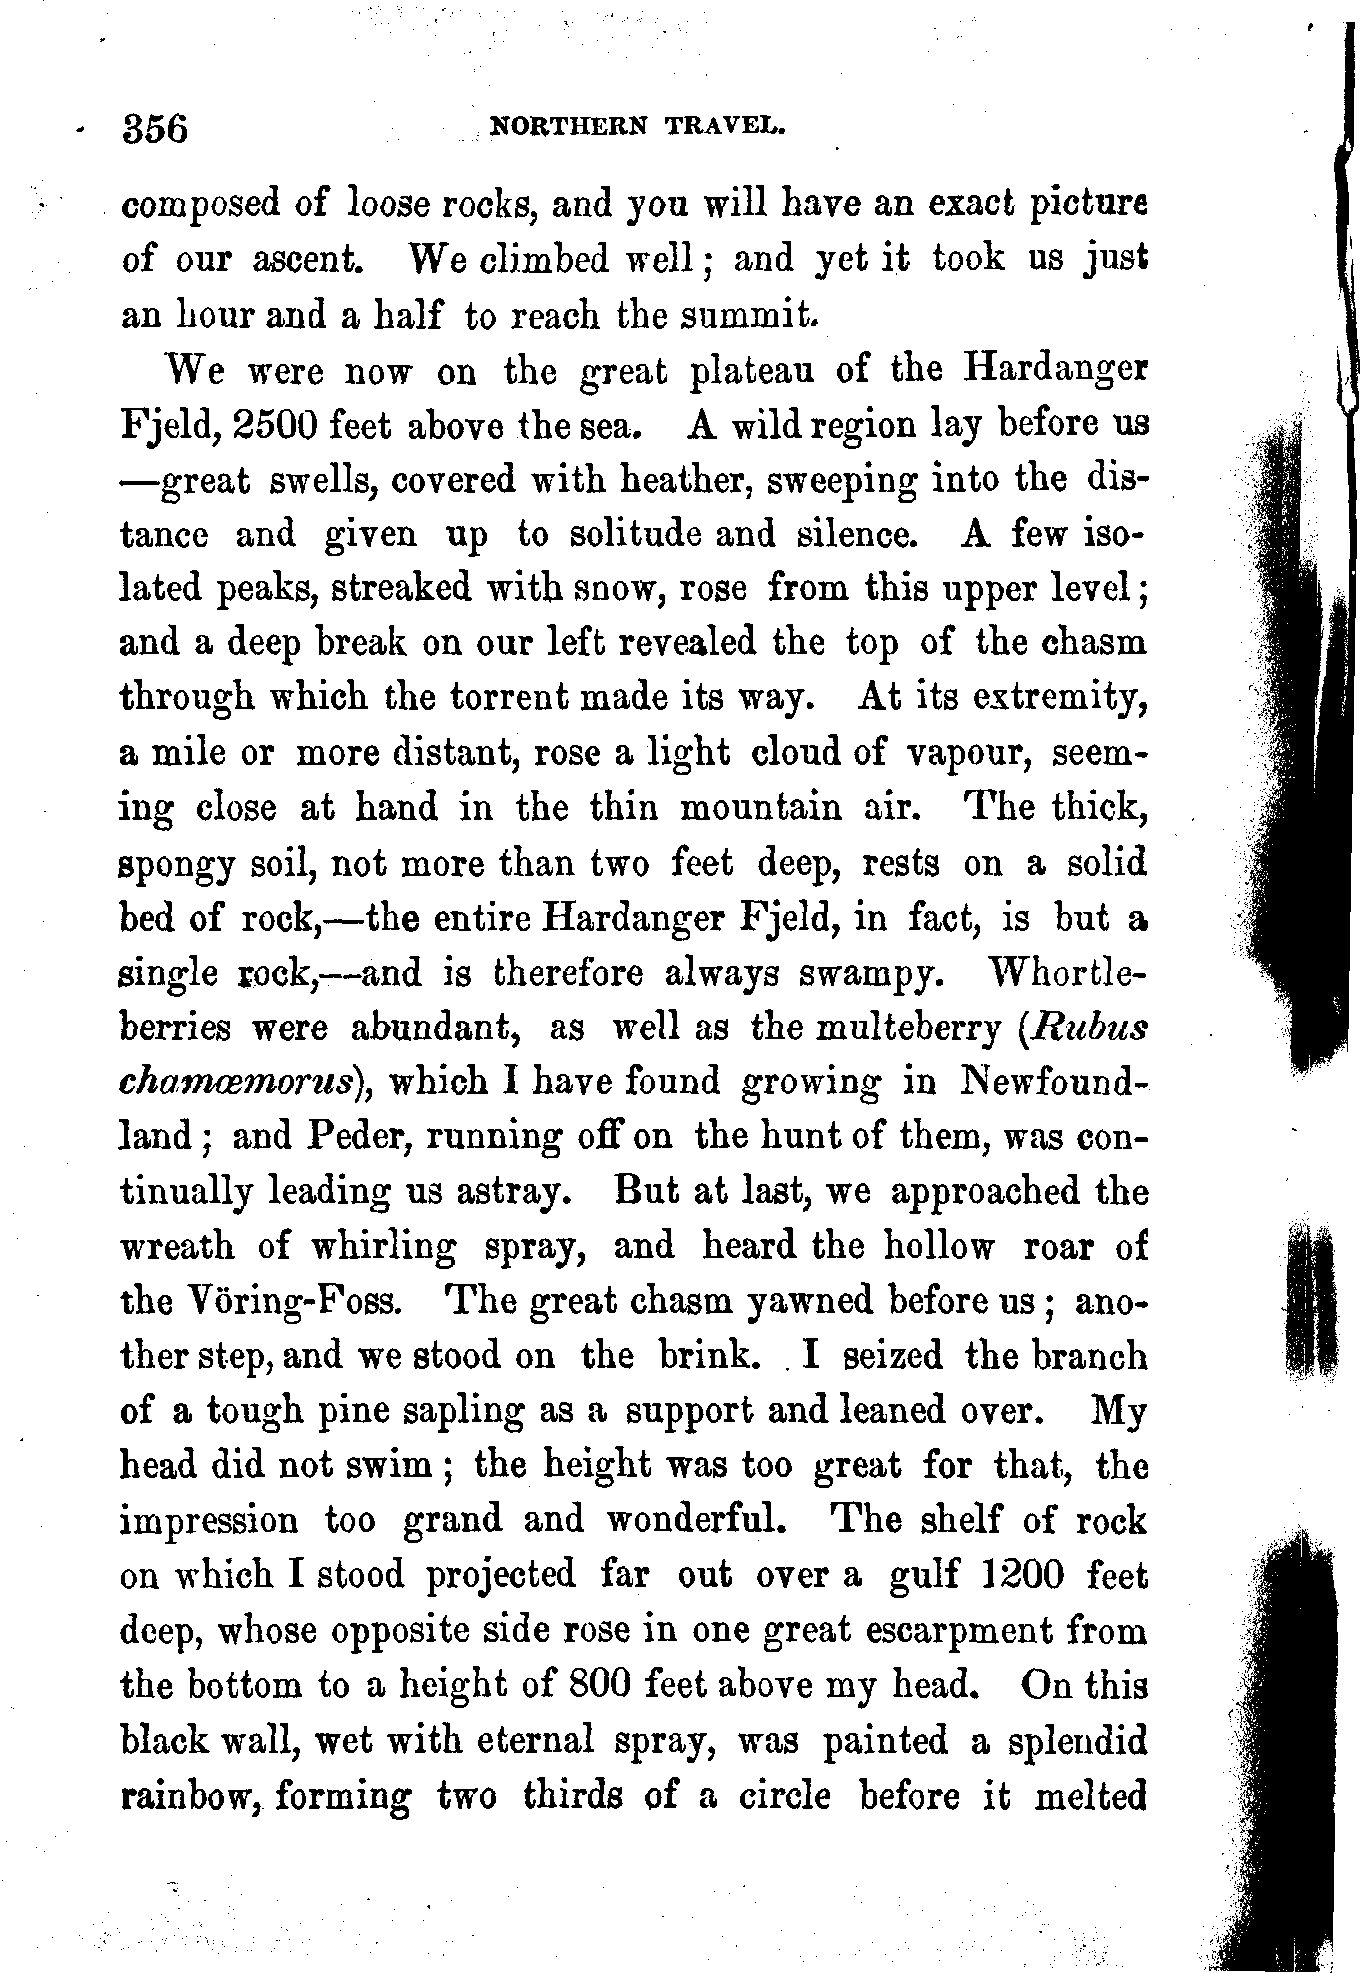 356 NORTHERN TRAVEL.
composed of loose rocks, and you will have an exact picture
of our ascent. We climbed well; and yet it took us just
an hour and a half to reach the summit.
We were now on the great plateau of the Hardanger
Fjeld, 2500 feet above the sea. A wild region lay before us
—great swells, covered with heather, sweeping into the dis-
tance and given up to solitude and silence. A few iso-
lated peaks, streaked with snow, rose from this upper level;
and a deep break on our left revealed the top of the chasm
through which the torrent made its way. At its extremity,
a mile or more distant, rose a light cloud of vapour, seem-
ing close at hand in the thin mountain air. The thick,
spongy soil, not more than two feet deep, rests on a solid
bed of rock,—the entire Hardanger Fjeld, in fact, is but a
single rock,—and is therefore always swampy. Whortle-
berries were abundant, as well as the multeberry (Rubus
chamœmorus), which I have found growing in Newfound-
land; and Peder, running off on the hunt of them, was con-
tinually leading us astray. But at last, we approached the
wreath of whirling spray, and heard the hollow roar of
the Vöring-Foss. The great chasm yawned before us; ano-
ther step, and we stood on the brink. I seized the branch
of a tough pine sapling as a support and leaned over. My
head did not swim; the height was too great for that, the
impression too grand and wonderful. The shelf of rock
on which I stood projected far out over a gulf 1200 feet
deep, whose opposite side rose in one great escarpment from
the bottom to a height of 800 feet above my head. On this
black wall, wet with eternal spray, was painted a splendid
rainbow, forming two thirds of a circle before it melted